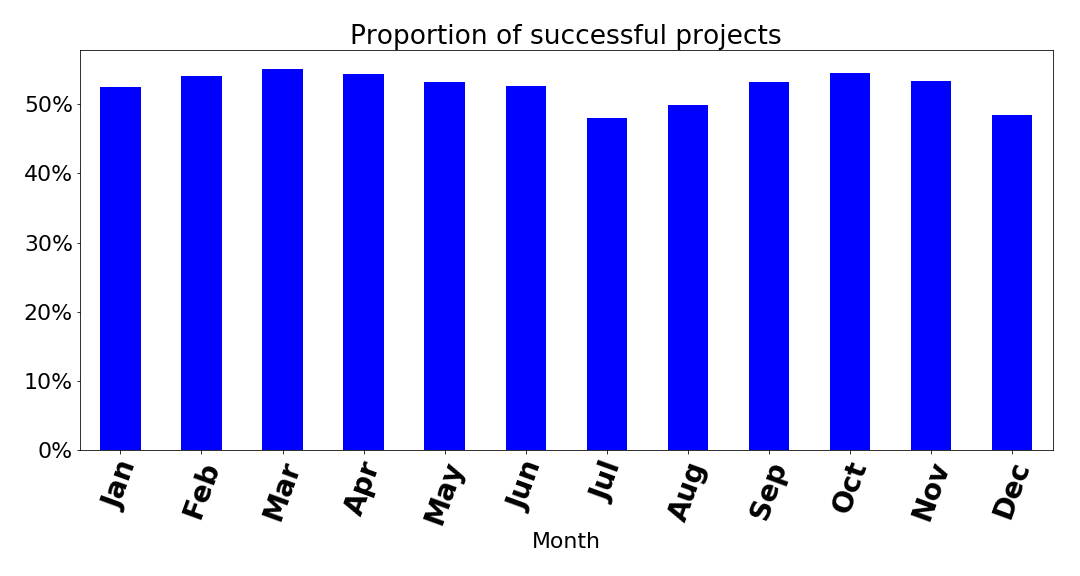 Proportion of successful projects
50%
40%
30%
20%
10%
0%
Jan Feb Mar Apr May Jun Jul Aug Sep Oct Nov Dec
Month